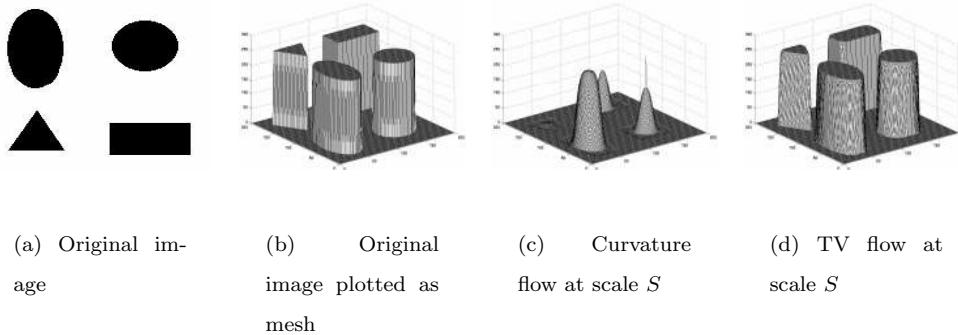 (a) Original im-
age
(b) Original
image plotted as
mesh
(c) Curvature
flow at scale S
(d) TV flow at
scale S